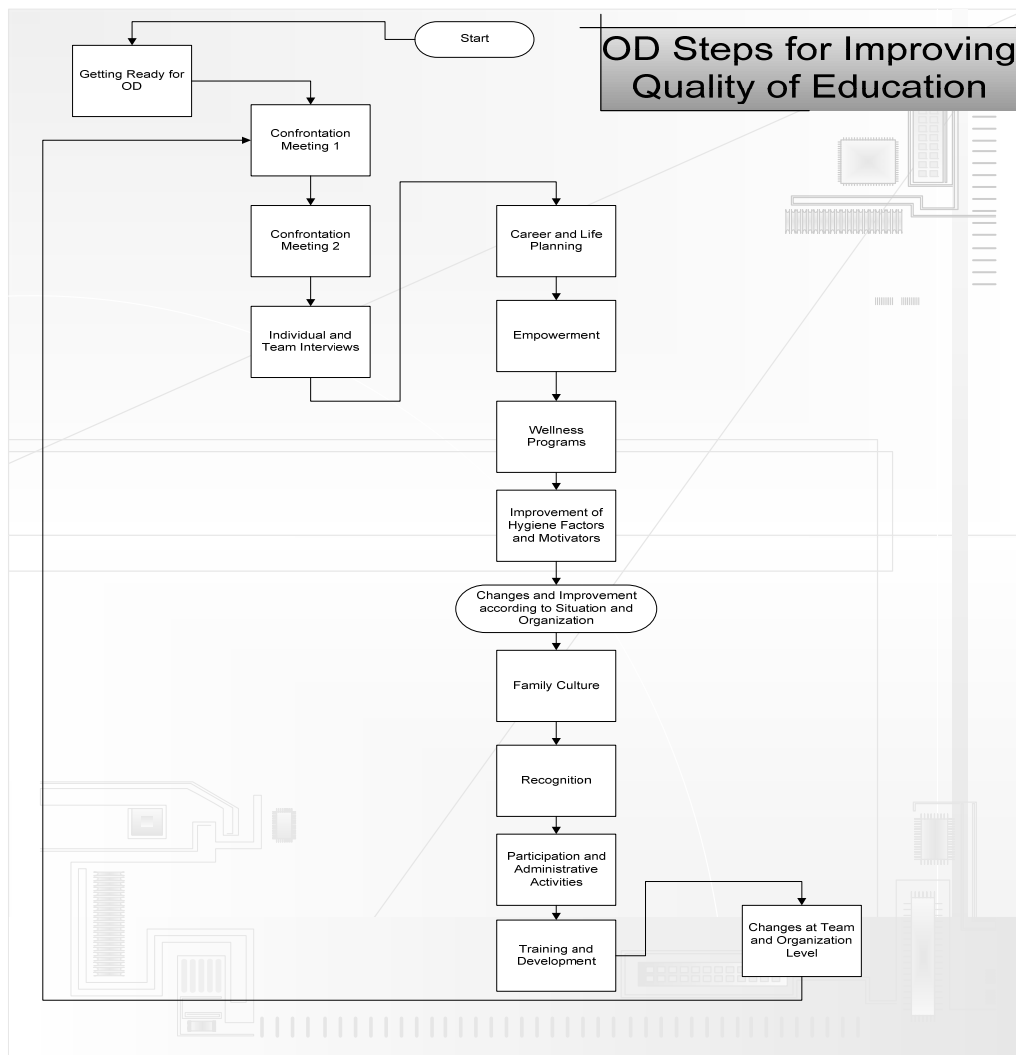 OD Steps for Improving
Quality of Education
Start
Getting Ready for
OD
Confrontation
Meeting 1
Confrontation
Meeting 2
Individual and
Team Interviews
Career and Life
Planning
Empowerment
Wellness
Programs
Improvement of
Hygiene Factors
and Motivators
Changes and Improvement
according to Situation and
Organization
Family Culture
Recognition
Participation and
Administrative
Activities
Training and
Development
Changes at Team
and Organization
Level